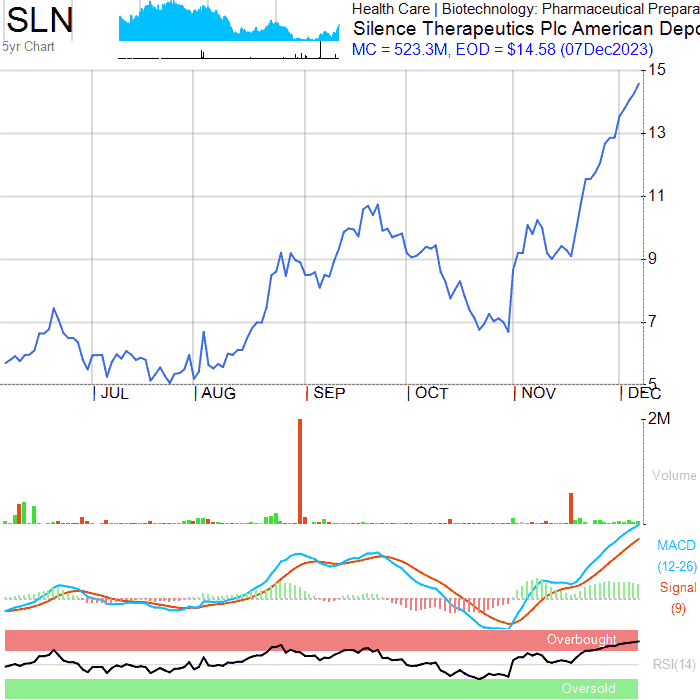 SLN
5yr Chart
Health Care | Biotechnology: Pharmaceutical Prepara
Silence Therapeutics Plc American Depo
MC = 523.3M, EOD = $14.58 (07Dec2023)
15
13
11
9
7
5
JUL AUG SEP OCT NOV DEC
2M
Volume
MACD
(12-26)
Signal
(9)
Overbought
RSI(14)
Oversold